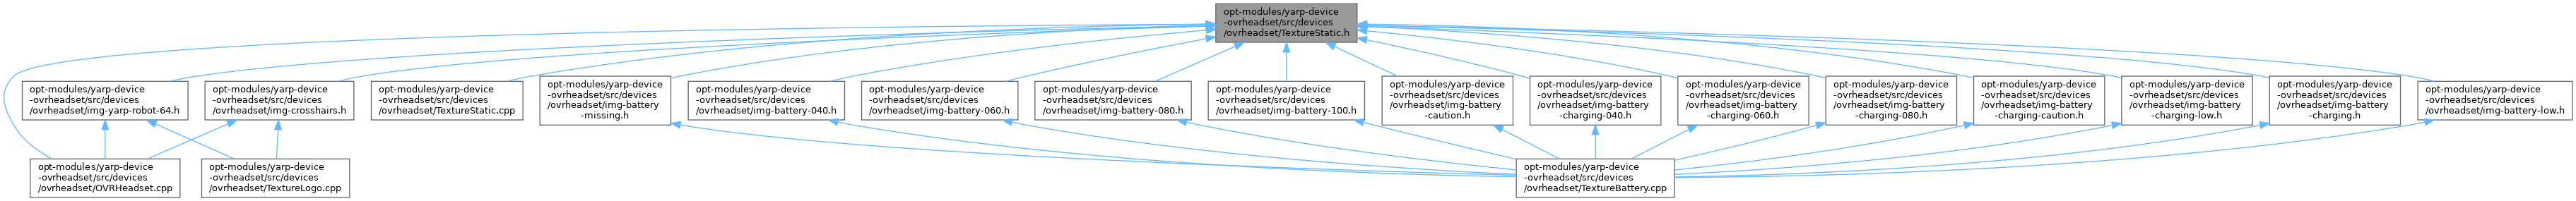 opt-modules/yarp-device
-ovrheadset/src/devices
/ovrheadset/TextureStatic.h
opt-modules/yarp-device
-ovrheadset/src/devices
/ovrheadset/img-yarp-robot-64.h
opt-modules/yarp-device
-ovrheadset/src/devices
/ovrheadset/img-crosshairs.h
opt-modules/yarp-device
-ovrheadset/src/devices
/ovrheadset/TextureStatic.cpp
opt-modules/yarp-device
-ovrheadset/src/devices
/ovrheadset/img-battery
-missing.h
opt-modules/yarp-device
-ovrheadset/src/devices
/ovrheadset/img-battery-040.h
opt-modules/yarp-device
-ovrheadset/src/devices
/ovrheadset/img-battery-060.h
opt-modules/yarp-device
-ovrheadset/src/devices
/ovrheadset/img-battery-080.h
opt-modules/yarp-device
-ovrheadset/src/devices
/ovrheadset/img-battery-100.h
opt-modules/yarp-device
-ovrheadset/src/devices
/ovrheadset/img-battery
-caution.h
opt-modules/yarp-device
-ovrheadset/src/devices
/ovrheadset/img-battery
-charging-040.h
opt-modules/yarp-device
-ovrheadset/src/devices
/ovrheadset/img-battery
-charging-060.h
opt-modules/yarp-device
-ovrheadset/src/devices
/ovrheadset/img-battery
-charging-080.h
opt-modules/yarp-device
-ovrheadset/src/devices
/ovrheadset/img-battery
-charging-caution.h
opt-modules/yarp-device
-ovrheadset/src/devices
/ovrheadset/img-battery
-charging-low.h
opt-modules/yarp-device
-ovrheadset/src/devices
/ovrheadset/img-battery
-charging.h
opt-modules/yarp-device
-ovrheadset/src/devices
/ovrheadset/img-battery-low.h
opt-modules/yarp-device
-ovrheadset/src/devices
/ovrheadset/OVRHeadset.cpp
opt-modules/yarp-device
-ovrheadset/src/devices
/ovrheadset/TextureLogo.cpp
opt-modules/yarp-device
-ovrheadset/src/devices
/ovrheadset/TextureBattery.cpp